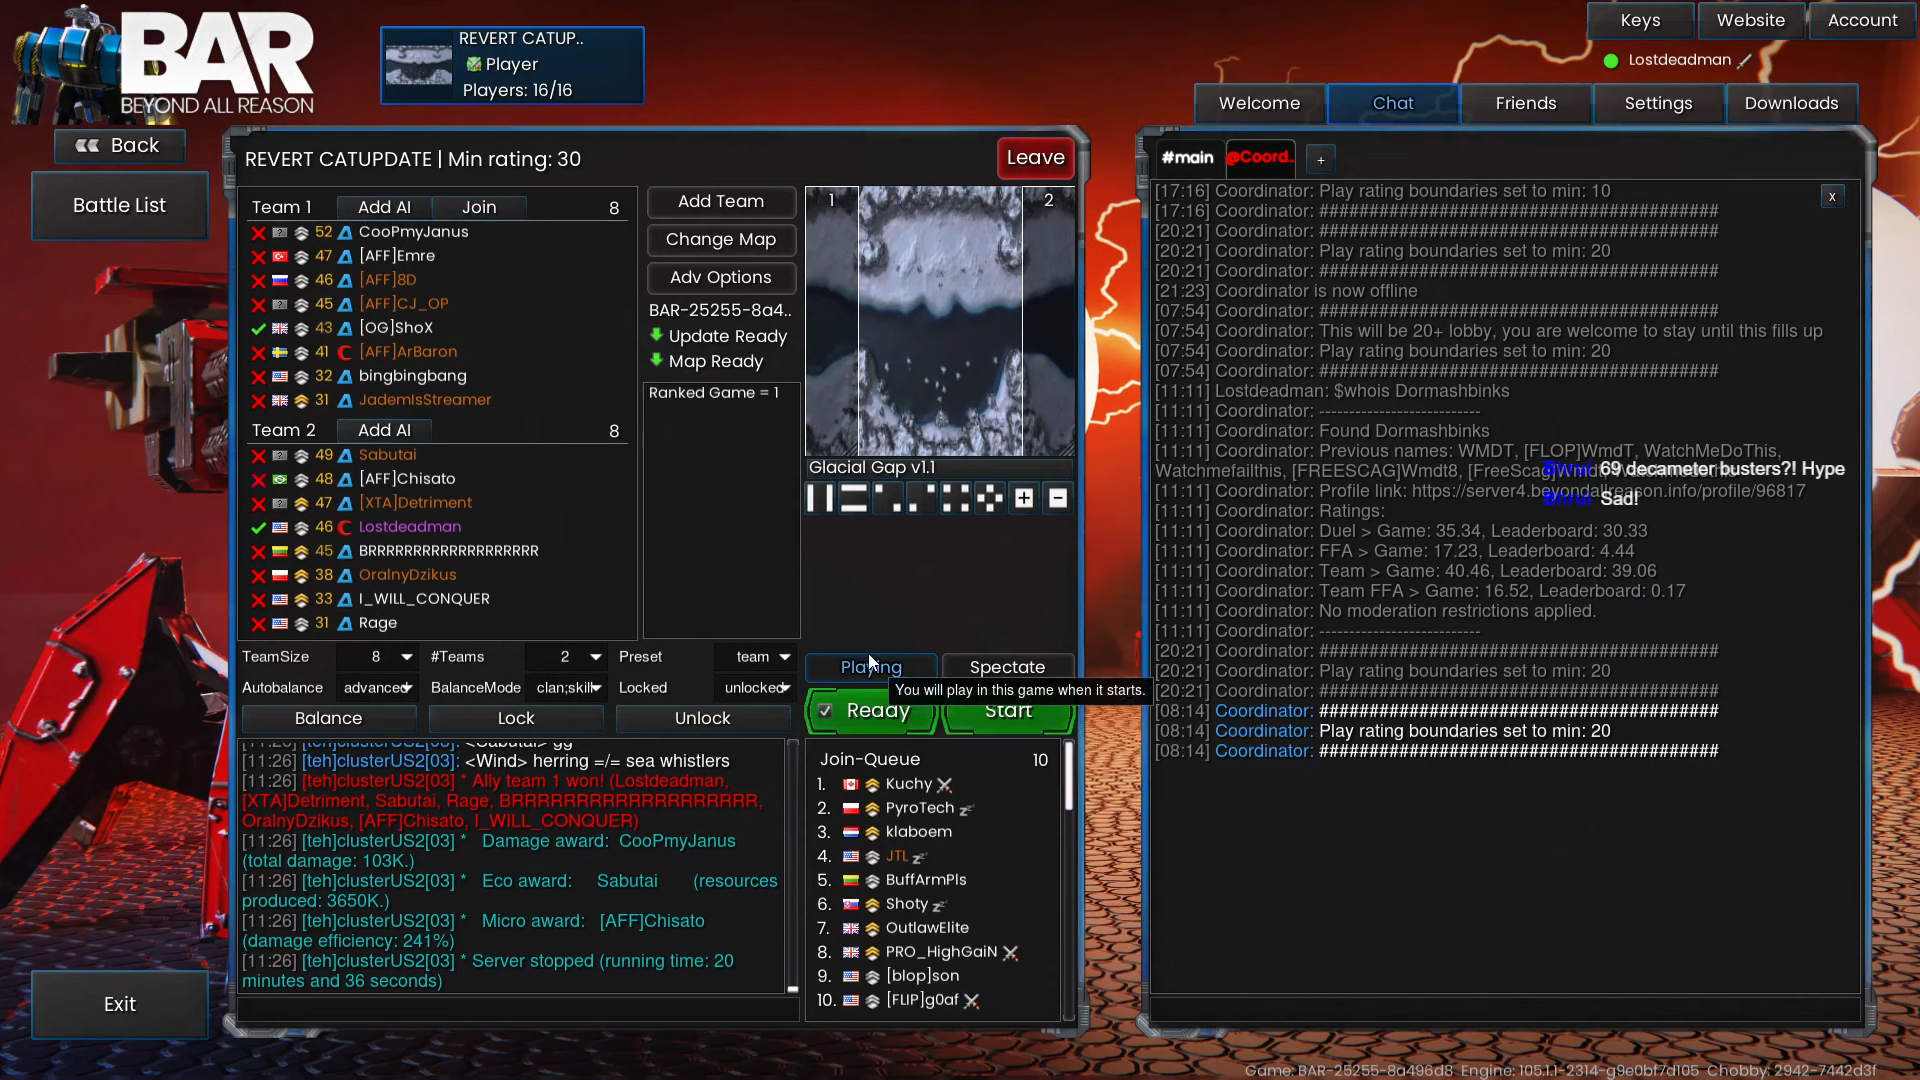 BAR
BEYOND ALL REASON
REVERT CATUP..
Player
Players: 16/16
Keys
Website
Account
Lostdeadman
Welcome
Chat
Friends
Settings
Downloads
Back
Battle List
Exit
REVERT CATUPDATE | Min rating: 30
Leave
Team 1
Add AI
Join
8
52 CooPmyJanus
47 [AFF]Emre
46 [AFF]8D
45 [AFF]CJ_OP
43 [OG]ShoX
41 [AFF]ArBaron
32 bingbingbang
31 JademIsStreamer
Team 2
Add AI
8
49 Sabutai
48 [AFF]Chisato
47 [XTA]Detriment
46 Lostdeadman
45 BRRRRRRRRRRRRRRRRRRR
38 OralnyDzikus
33 I_WILL_CONQUER
31 Rage
Add Team
Change Map
Adv Options
BAR-25255-8a4..
Update Ready
Map Ready
Ranked Game = 1
1
2
Glacial Gap v1.1
TeamSize 8 #Teams 2 Preset team
Autobalance advanced BalanceMode clan;skill Locked unlocked
Balance
Lock
Unlock
Playing
Spectate
You will play in this game when it starts.
Ready
Start
[11:26] [teh]clusterUS2[03]: <Sabutai> gg
[11:26] [teh]clusterUS2[03]: <Wind> herring =/= sea whistlers
[11:26] [teh]clusterUS2[03] * Ally team 1 won! (Lostdeadman,
[XTA]Detriment, Sabutai, Rage, BRRRRRRRRRRRRRRRRRRR,
OralnyDzikus, [AFF]Chisato, I_WILL_CONQUER)
[11:26] [teh]clusterUS2[03] * Damage award: CooPmyJanus
(total damage: 103K.)
[11:26] [teh]clusterUS2[03] * Eco award: Sabutai (resources
produced: 3650K.)
[11:26] [teh]clusterUS2[03] * Micro award: [AFF]Chisato
(damage efficiency: 241%)
[11:26] [teh]clusterUS2[03] * Server stopped (running time: 20
minutes and 36 seconds)
Join-Queue 10
1. Kuchy
2. PyroTech
3. klaboem
4. JTL
5. BuffArmPls
6. Shoty
7. OutlawElite
8. PRO_HighGaiN
9. [blop]son
10. [FLIP]g0af
#main
@Coord..
+
x
[17:16] Coordinator: Play rating boundaries set to min: 10
[17:16] Coordinator: ########################################
[20:21] Coordinator: ########################################
[20:21] Coordinator: Play rating boundaries set to min: 20
[20:21] Coordinator: ########################################
[21:23] Coordinator is now offline
[07:54] Coordinator: ########################################
[07:54] Coordinator: This will be 20+ lobby, you are welcome to stay until this fills up
[07:54] Coordinator: Play rating boundaries set to min: 20
[07:54] Coordinator: ########################################
[11:11] Lostdeadman: $whois Dormashbinks
[11:11] Coordinator: ---------------------------
[11:11] Coordinator: Found Dormashbinks
[11:11] Coordinator: Previous names: WMDT, [FLOP]WmdT, WatchMeDoThis,
Watchmefailthis, [FREESCAG]Wmdt8,
69 decameter busters?! Hype
[11:11] Coordinator: Profile link: https://server4.beyondallreason.info/profile/96817
Sad!
[11:11] Coordinator: Ratings:
[11:11] Coordinator: Duel > Game: 35.34, Leaderboard: 30.33
[11:11] Coordinator: FFA > Game: 17.23, Leaderboard: 4.44
[11:11] Coordinator: Team > Game: 40.46, Leaderboard: 39.06
[11:11] Coordinator: Team FFA > Game: 16.52, Leaderboard: 0.17
[11:11] Coordinator: No moderation restrictions applied.
[11:11] Coordinator: ---------------------------
[20:21] Coordinator: ########################################
[20:21] Coordinator: Play rating boundaries set to min: 20
[20:21] Coordinator: ########################################
[08:14] Coordinator: ########################################
[08:14] Coordinator: Play rating boundaries set to min: 20
[08:14] Coordinator: ########################################
Game: BAR-25255-8a496d8 Engine: 105.1.1-2314-g9e0bf7d105 Chobby: 2942-7442d3f